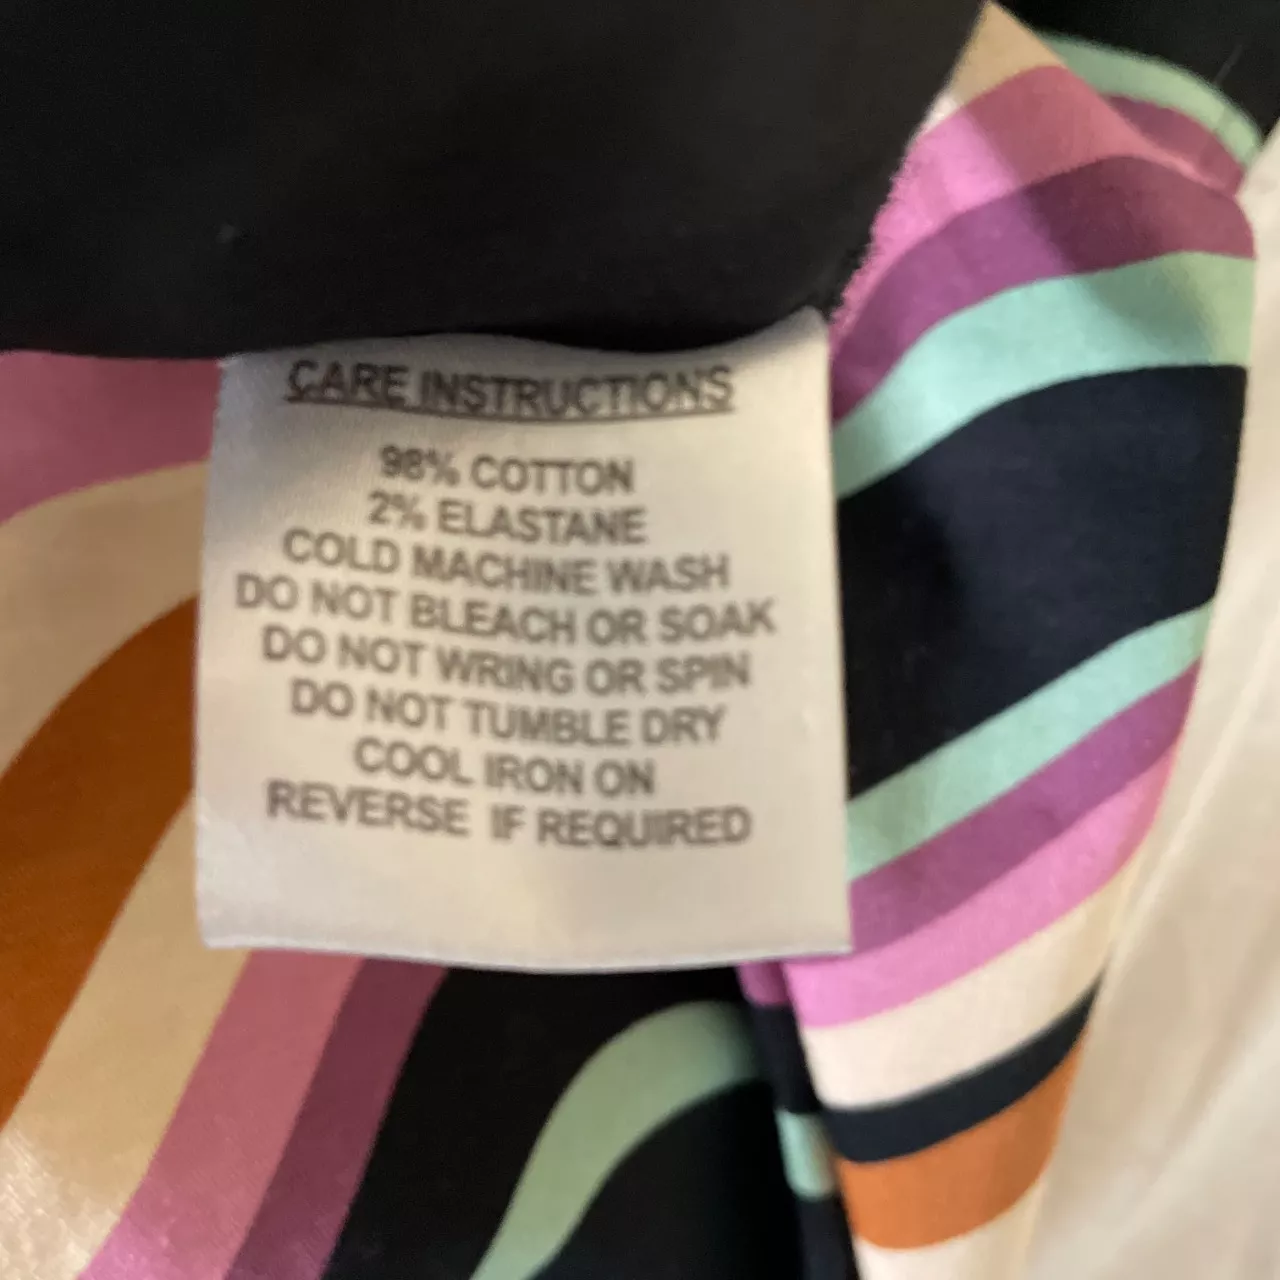 CARE INSTRUCTIONS
98% COTTON
2% ELASTANE
COLD MACHINE WASH
DO NOT BLEACH OR SOAK
DO NOT WRING OR SPIN
DO NOT TUMBLE DRY
COOL IRON ON
REVERSE IF REQUIRED